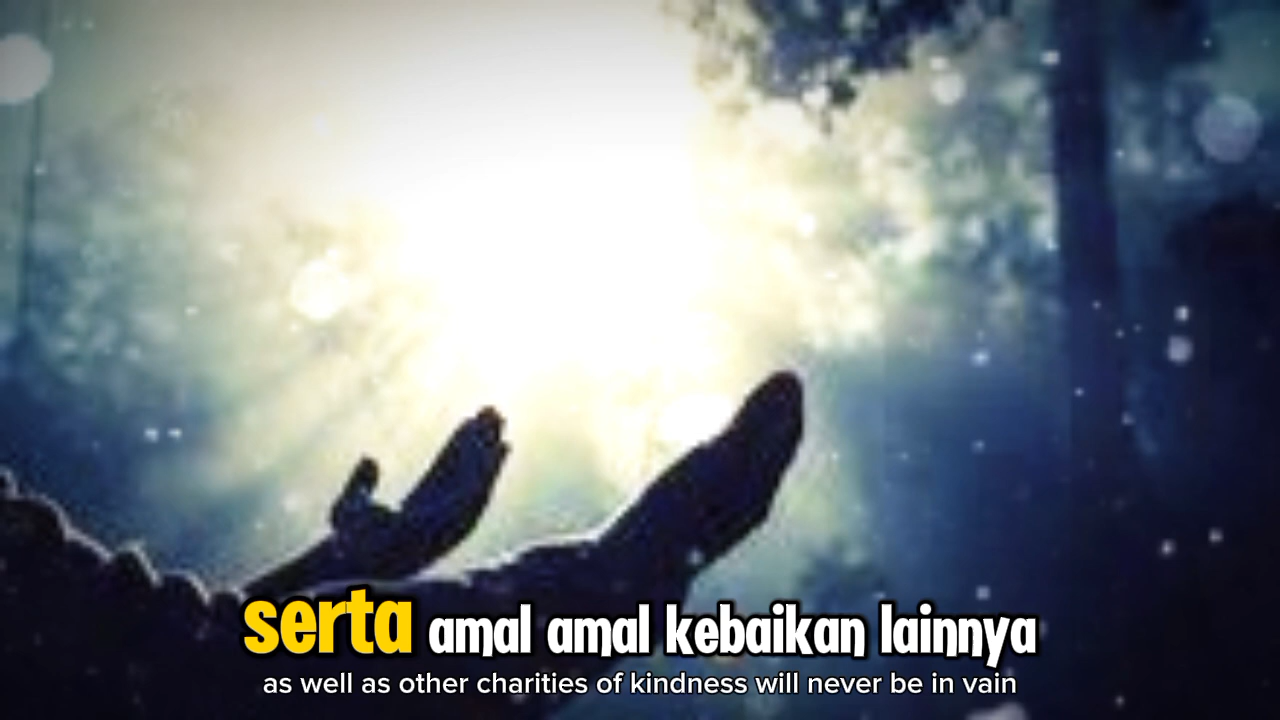 serta amal amal kebaikan lainnya
as well as other charities of kindness will never be in vain